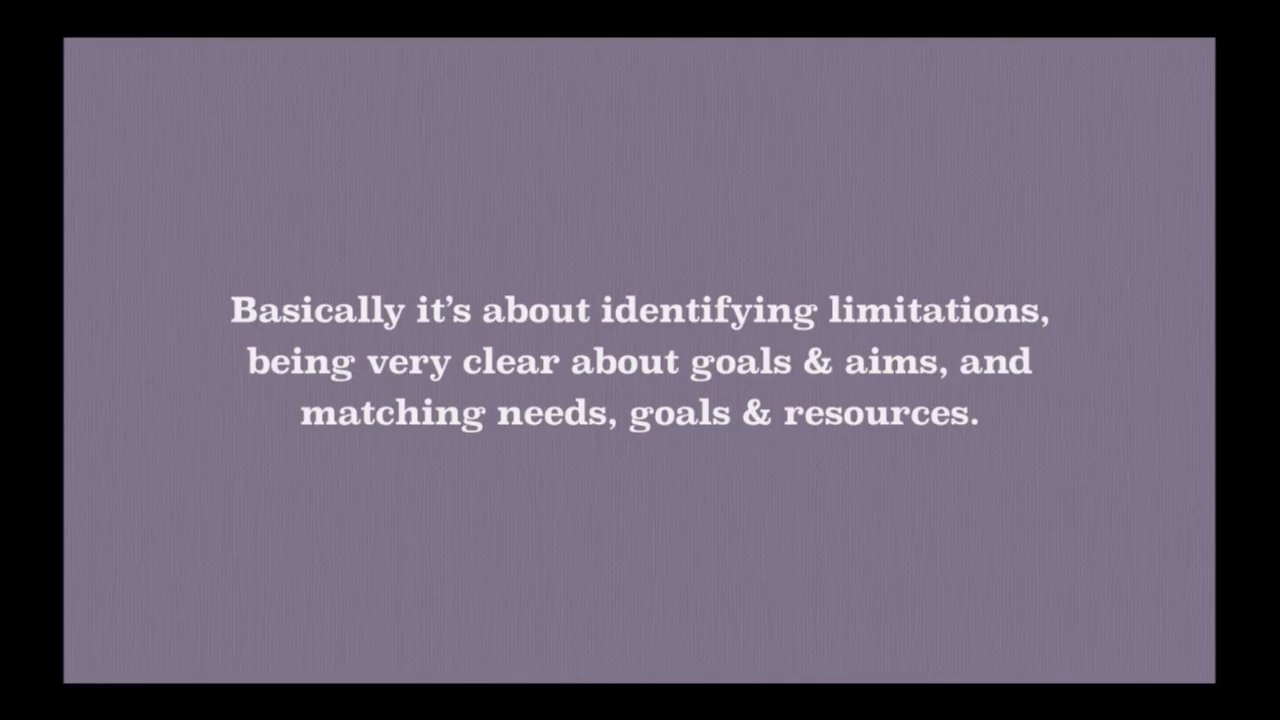 Basically it’s about identifying limitations,
being very clear about goals & aims, and
matching needs, goals & resources.